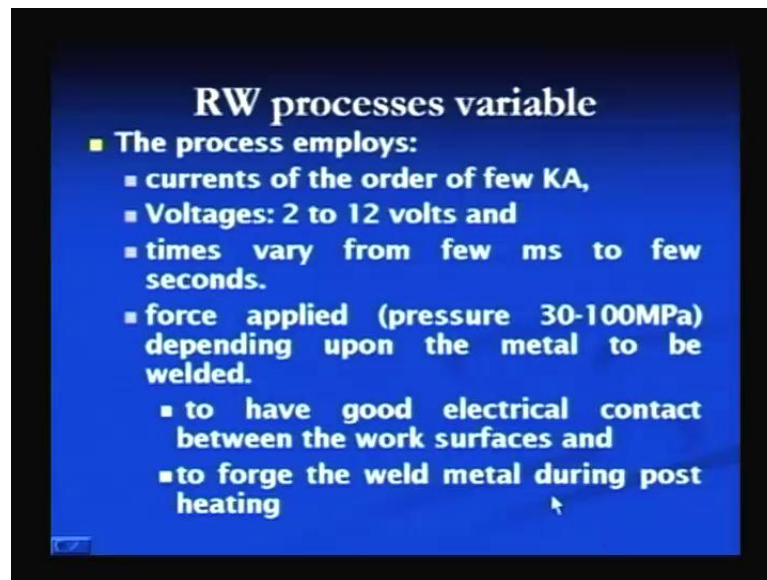 RW processes variable
The process employs:
currents of the order of few KA,
Voltages: 2 to 12 volts and
times vary from few ms to few
seconds.
force applied (pressure 30-100MPa)
depending upon the metal to be
welded.
to have good electrical contact
between the work surfaces and
to forge the weld metal during post
heating